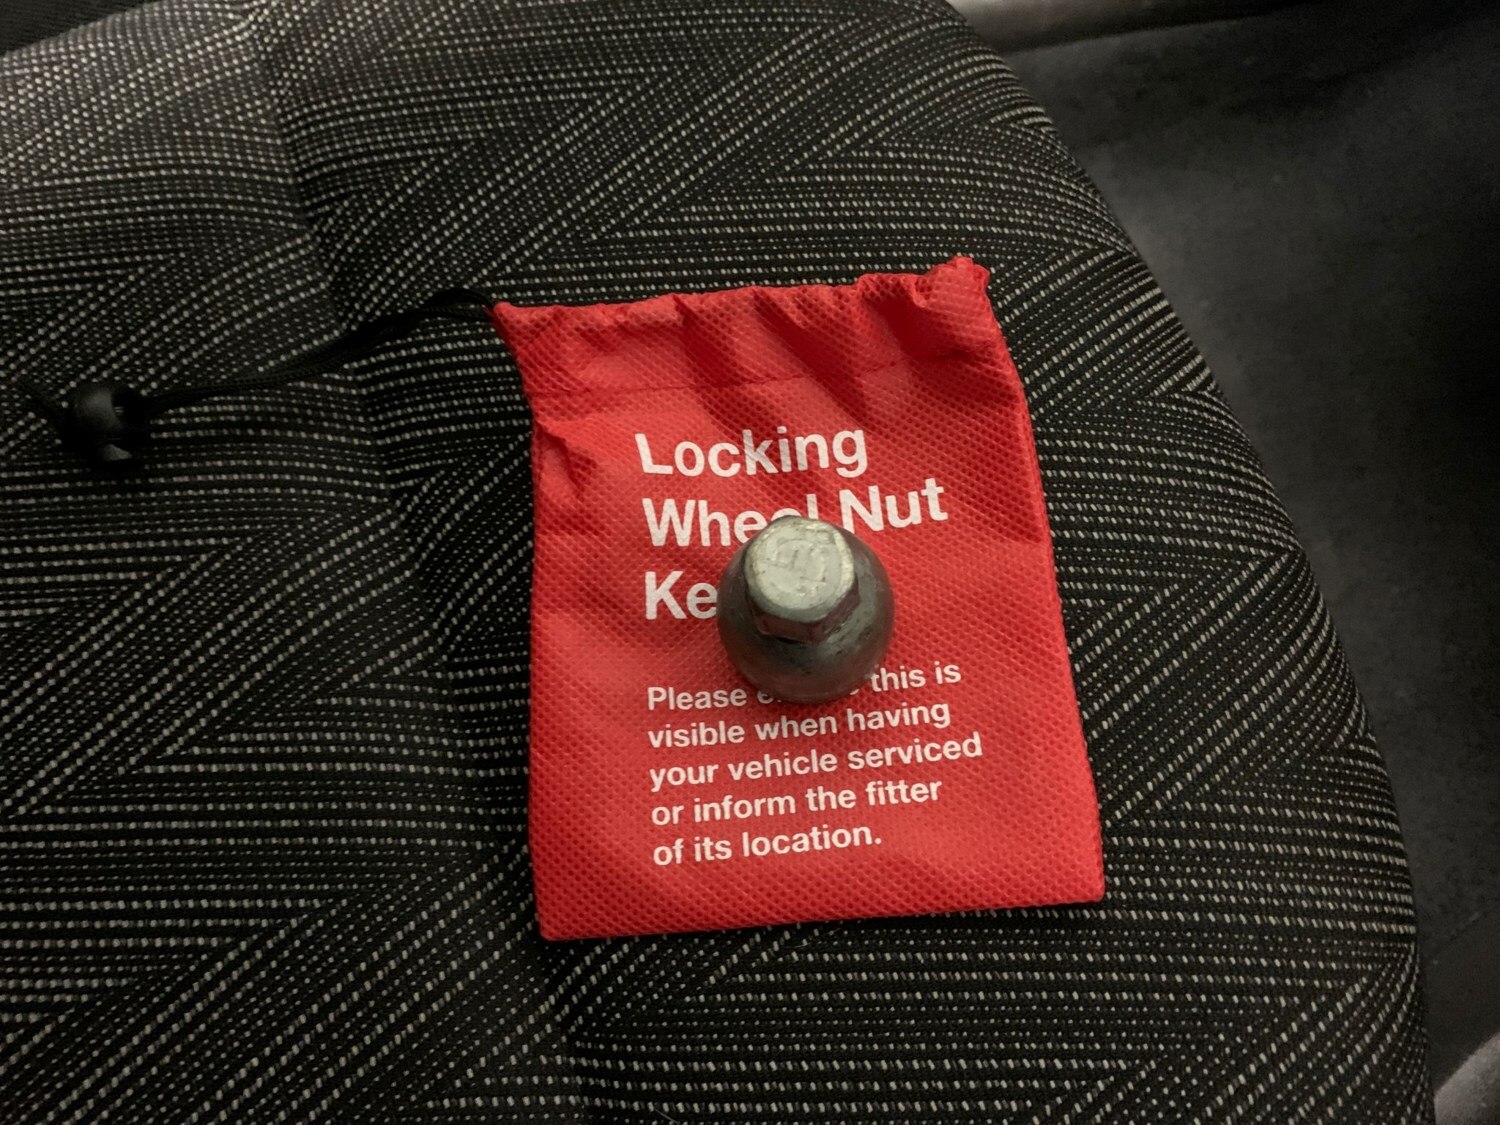 Locking
Wheel Nut
Ke
Please this is
visible when having
your vehicle serviced
or inform the fitter
of its location.